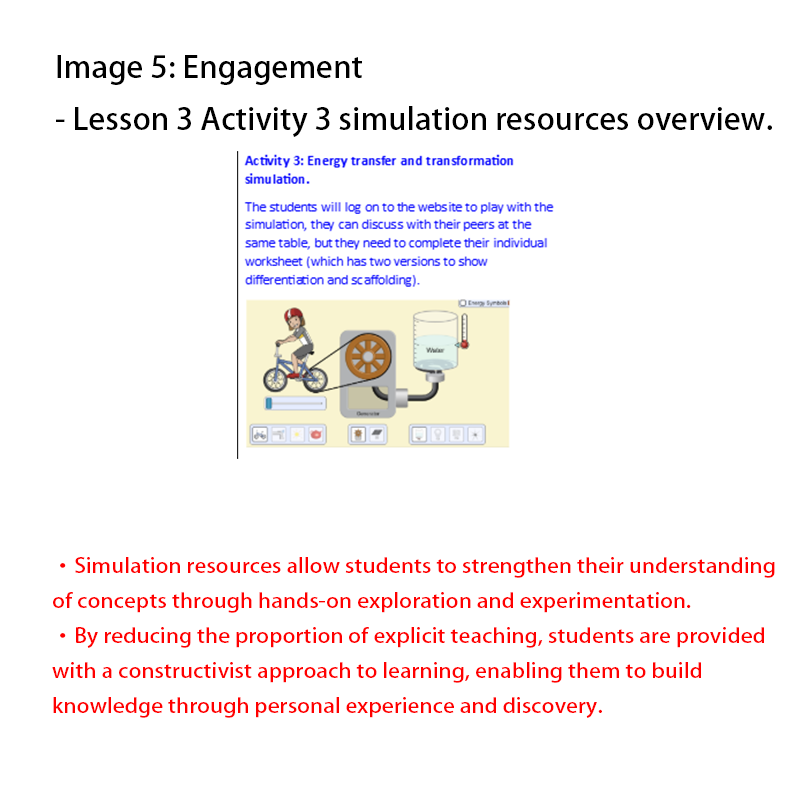 Image 5: Engagement
- Lesson 3 Activity 3 simulation resources overview.
Activity 3: Energy transfer and transformation
simulation.
The students will log on to the website to play with the
simulation, they can discuss with their peers at the
same table, but they need to complete their individual
worksheet (which has two versions to show
differentiation and scaffolding).
Energy Symbols
Water
Generator
・Simulation resources allow students to strengthen their understanding
of concepts through hands-on exploration and experimentation.
・By reducing the proportion of explicit teaching, students are provided
with a constructivist approach to learning, enabling them to build
knowledge through personal experience and discovery.